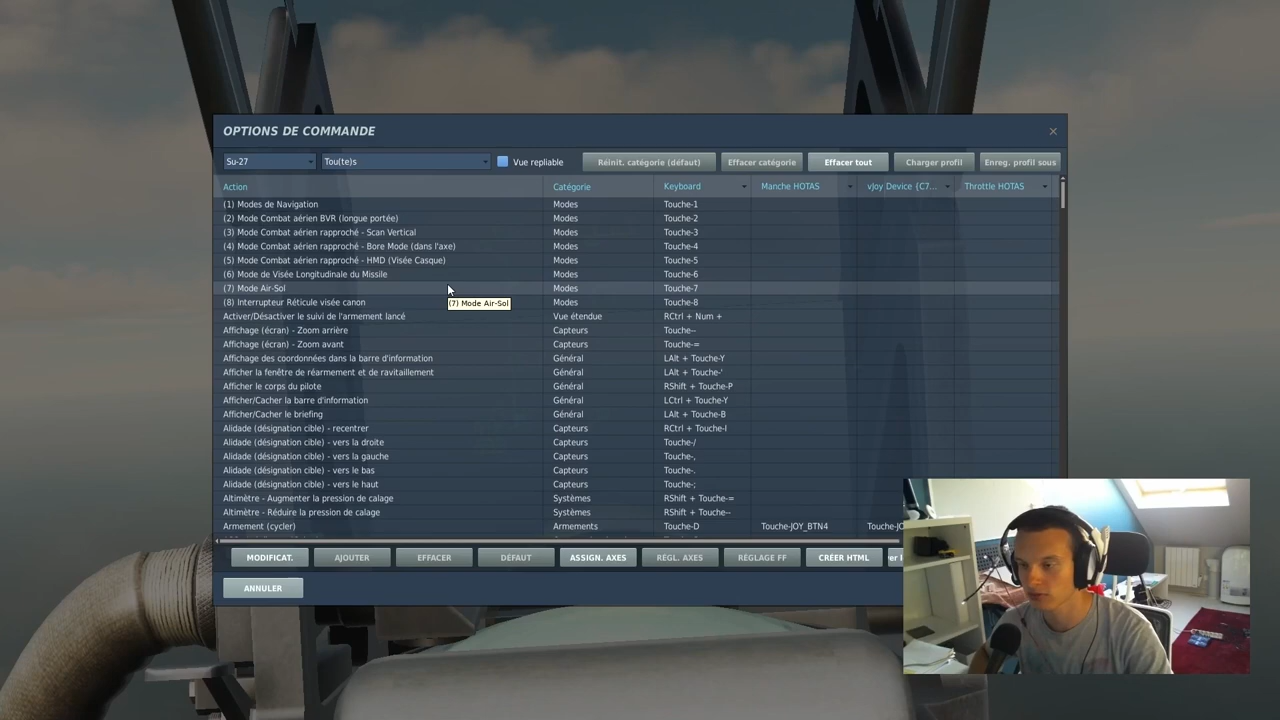 OPTIONS DE COMMANDE ×
Su-27 Tou(te)s Vue repliable Réinit. catégorie (défaut) Effacer catégorie Effacer tout Charger profil Enreg. profil sous
Action Catégorie Keyboard Manche HOTAS vJoy Device {C7... Throttle HOTAS
(1) Modes de Navigation Modes Touche-1
(2) Mode Combat aérien BVR (longue portée) Modes Touche-2
(3) Mode Combat aérien rapproché - Scan Vertical Modes Touche-3
(4) Mode Combat aérien rapproché - Bore Mode (dans l'axe) Modes Touche-4
(5) Mode Combat aérien rapproché - HMD (Visée Casque) Modes Touche-5
(6) Mode de Visée Longitudinale du Missile Modes Touche-6
(7) Mode Air-Sol Modes Touche-7
(8) Interrupteur Réticule visée canon (7) Mode Air-Sol Modes Touche-8
Activer/Désactiver le suivi de l'armement lancé Vue étendue RCtrl + Num +
Affichage (écran) - Zoom arrière Capteurs Touche--
Affichage (écran) - Zoom avant Capteurs Touche-=
Affichage des coordonnées dans la barre d'information Général LAlt + Touche-Y
Afficher la fenêtre de réarmement et de ravitaillement Général LAlt + Touche-'
Afficher le corps du pilote Général RShift + Touche-P
Afficher/Cacher la barre d'information Général LCtrl + Touche-Y
Afficher/Cacher le briefing Général LAlt + Touche-B
Alidade (désignation cible) - recentrer Capteurs RCtrl + Touche-I
Alidade (désignation cible) - vers la droite Capteurs Touche-/
Alidade (désignation cible) - vers la gauche Capteurs Touche-,
Alidade (désignation cible) - vers le bas Capteurs Touche-.
Alidade (désignation cible) - vers le haut Capteurs Touche-;
Altimètre - Augmenter la pression de calage Systèmes RShift + Touche-=
Altimètre - Réduire la pression de calage Systèmes RShift + Touche--
Armement (cycler) Armements Touche-D Touche-JOY_BTN4 Touche-JO
MODIFICAT. AJOUTER EFFACER DÉFAUT ASSIGN. AXES RÉGL. AXES RÉGLAGE FF CRÉER HTML
ANNULER